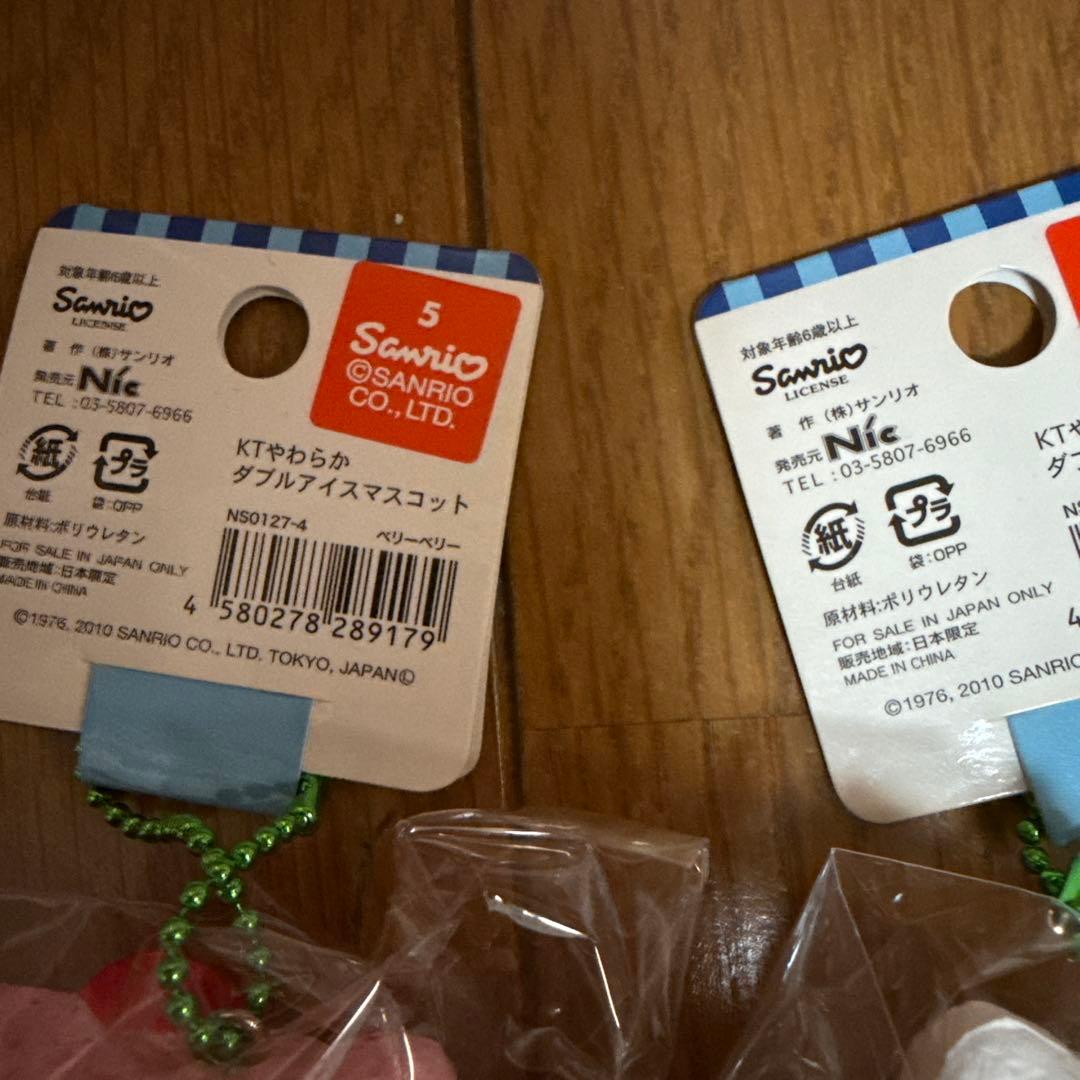 対象年齢6歳以上
Sanrio
LICENSE
著 作 (株)サンリオ
発売元 Nic
TEL :03-5807-6966
紙
台紙
プラ
袋:OPP
原材料:ポリウレタン
FOR SALE IN JAPAN ONLY
販売地域:日本限定
MADE IN CHINA
5
Sanrio
©SANRIO
CO., LTD.
KTやわらか
ダブルアイスマスコット
NS0127-4
ベリーベリー
4 580278 289179
©1976, 2010 SANRIO CO., LTD. TOKYO, JAPAN Ⓛ
対象年齢6歳以上
Sanrio
LICENSE
著 作 (株)サンリオ
発売元 Nic
TEL :03-5807-6966
紙
台紙
プラ
袋:OPP
原材料:ポリウレタン
FOR SALE IN JAPAN ONLY
販売地域:日本限定
MADE IN CHINA
KT
©1976, 2010 SANRIO